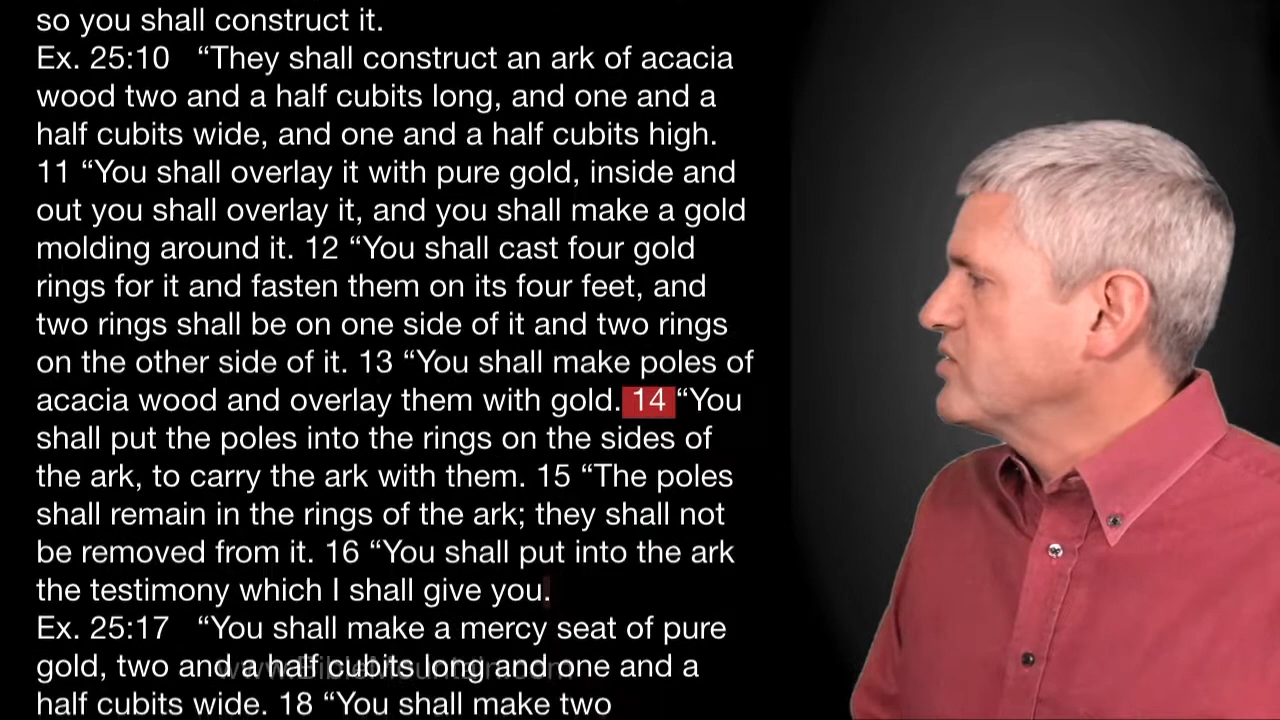 so you shall construct it.
Ex. 25:10 “They shall construct an ark of acacia
wood two and a half cubits long, and one and a
half cubits wide, and one and a half cubits high.
11 “You shall overlay it with pure gold, inside and
out you shall overlay it, and you shall make a gold
molding around it. 12 “You shall cast four gold
rings for it and fasten them on its four feet, and
two rings shall be on one side of it and two rings
on the other side of it. 13 “You shall make poles of
acacia wood and overlay them with gold. 14 “You
shall put the poles into the rings on the sides of
the ark, to carry the ark with them. 15 “The poles
shall remain in the rings of the ark; they shall not
be removed from it. 16 “You shall put into the ark
the testimony which I shall give you.
Ex. 25:17 “You shall make a mercy seat of pure
gold, two and a half cubits long and one and a
www.BibleMountain.com
half cubits wide. 18 “You shall make two